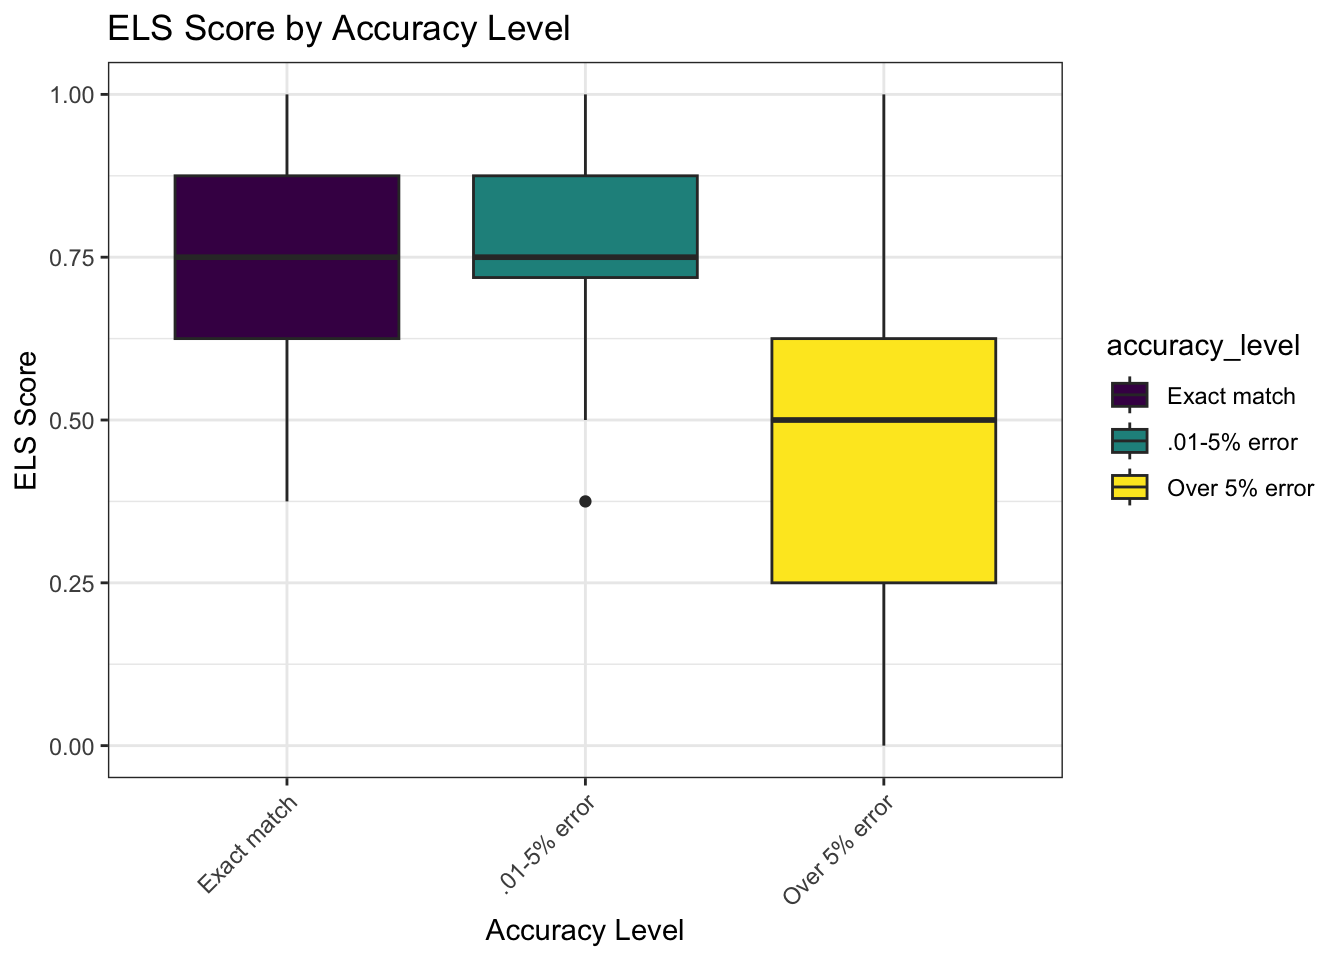 ELS Score by Accuracy Level
1.00
0.75
0.50
0.25
0.00
ELS Score
Exact match
.01-5% error
Over 5% error
Accuracy Level
accuracy_level
Exact match
.01-5% error
Over 5% error